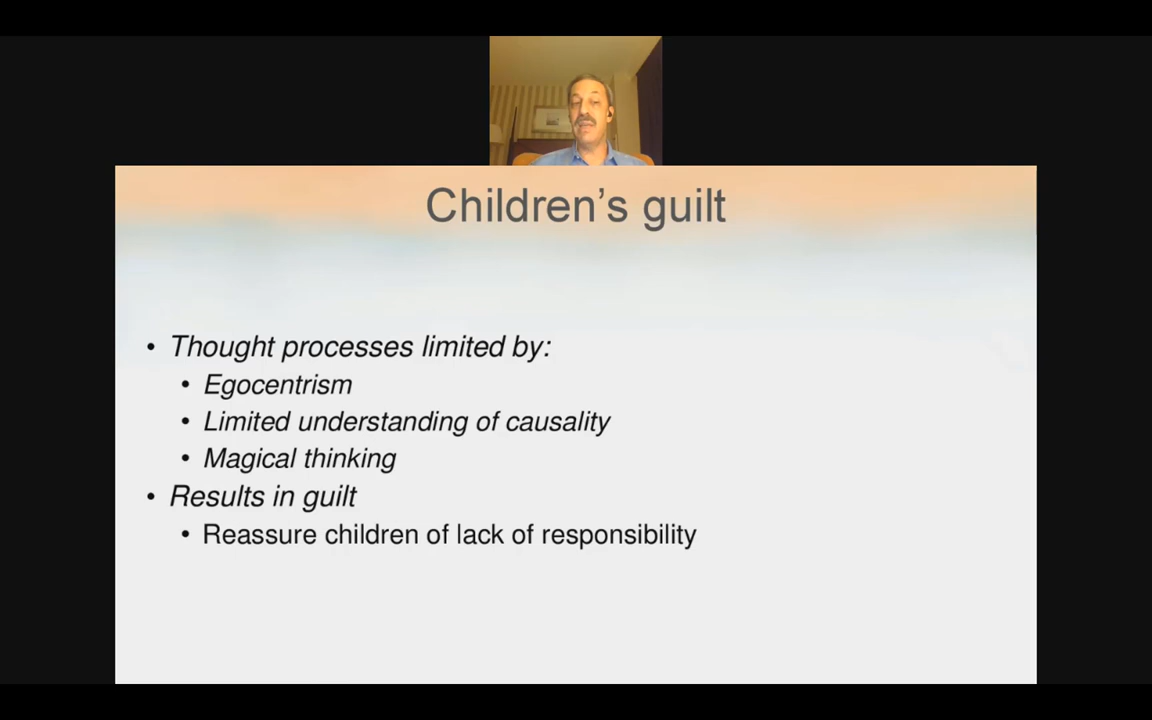 Children’s guilt
• Thought processes limited by:
• Egocentrism
• Limited understanding of causality
• Magical thinking
• Results in guilt
• Reassure children of lack of responsibility